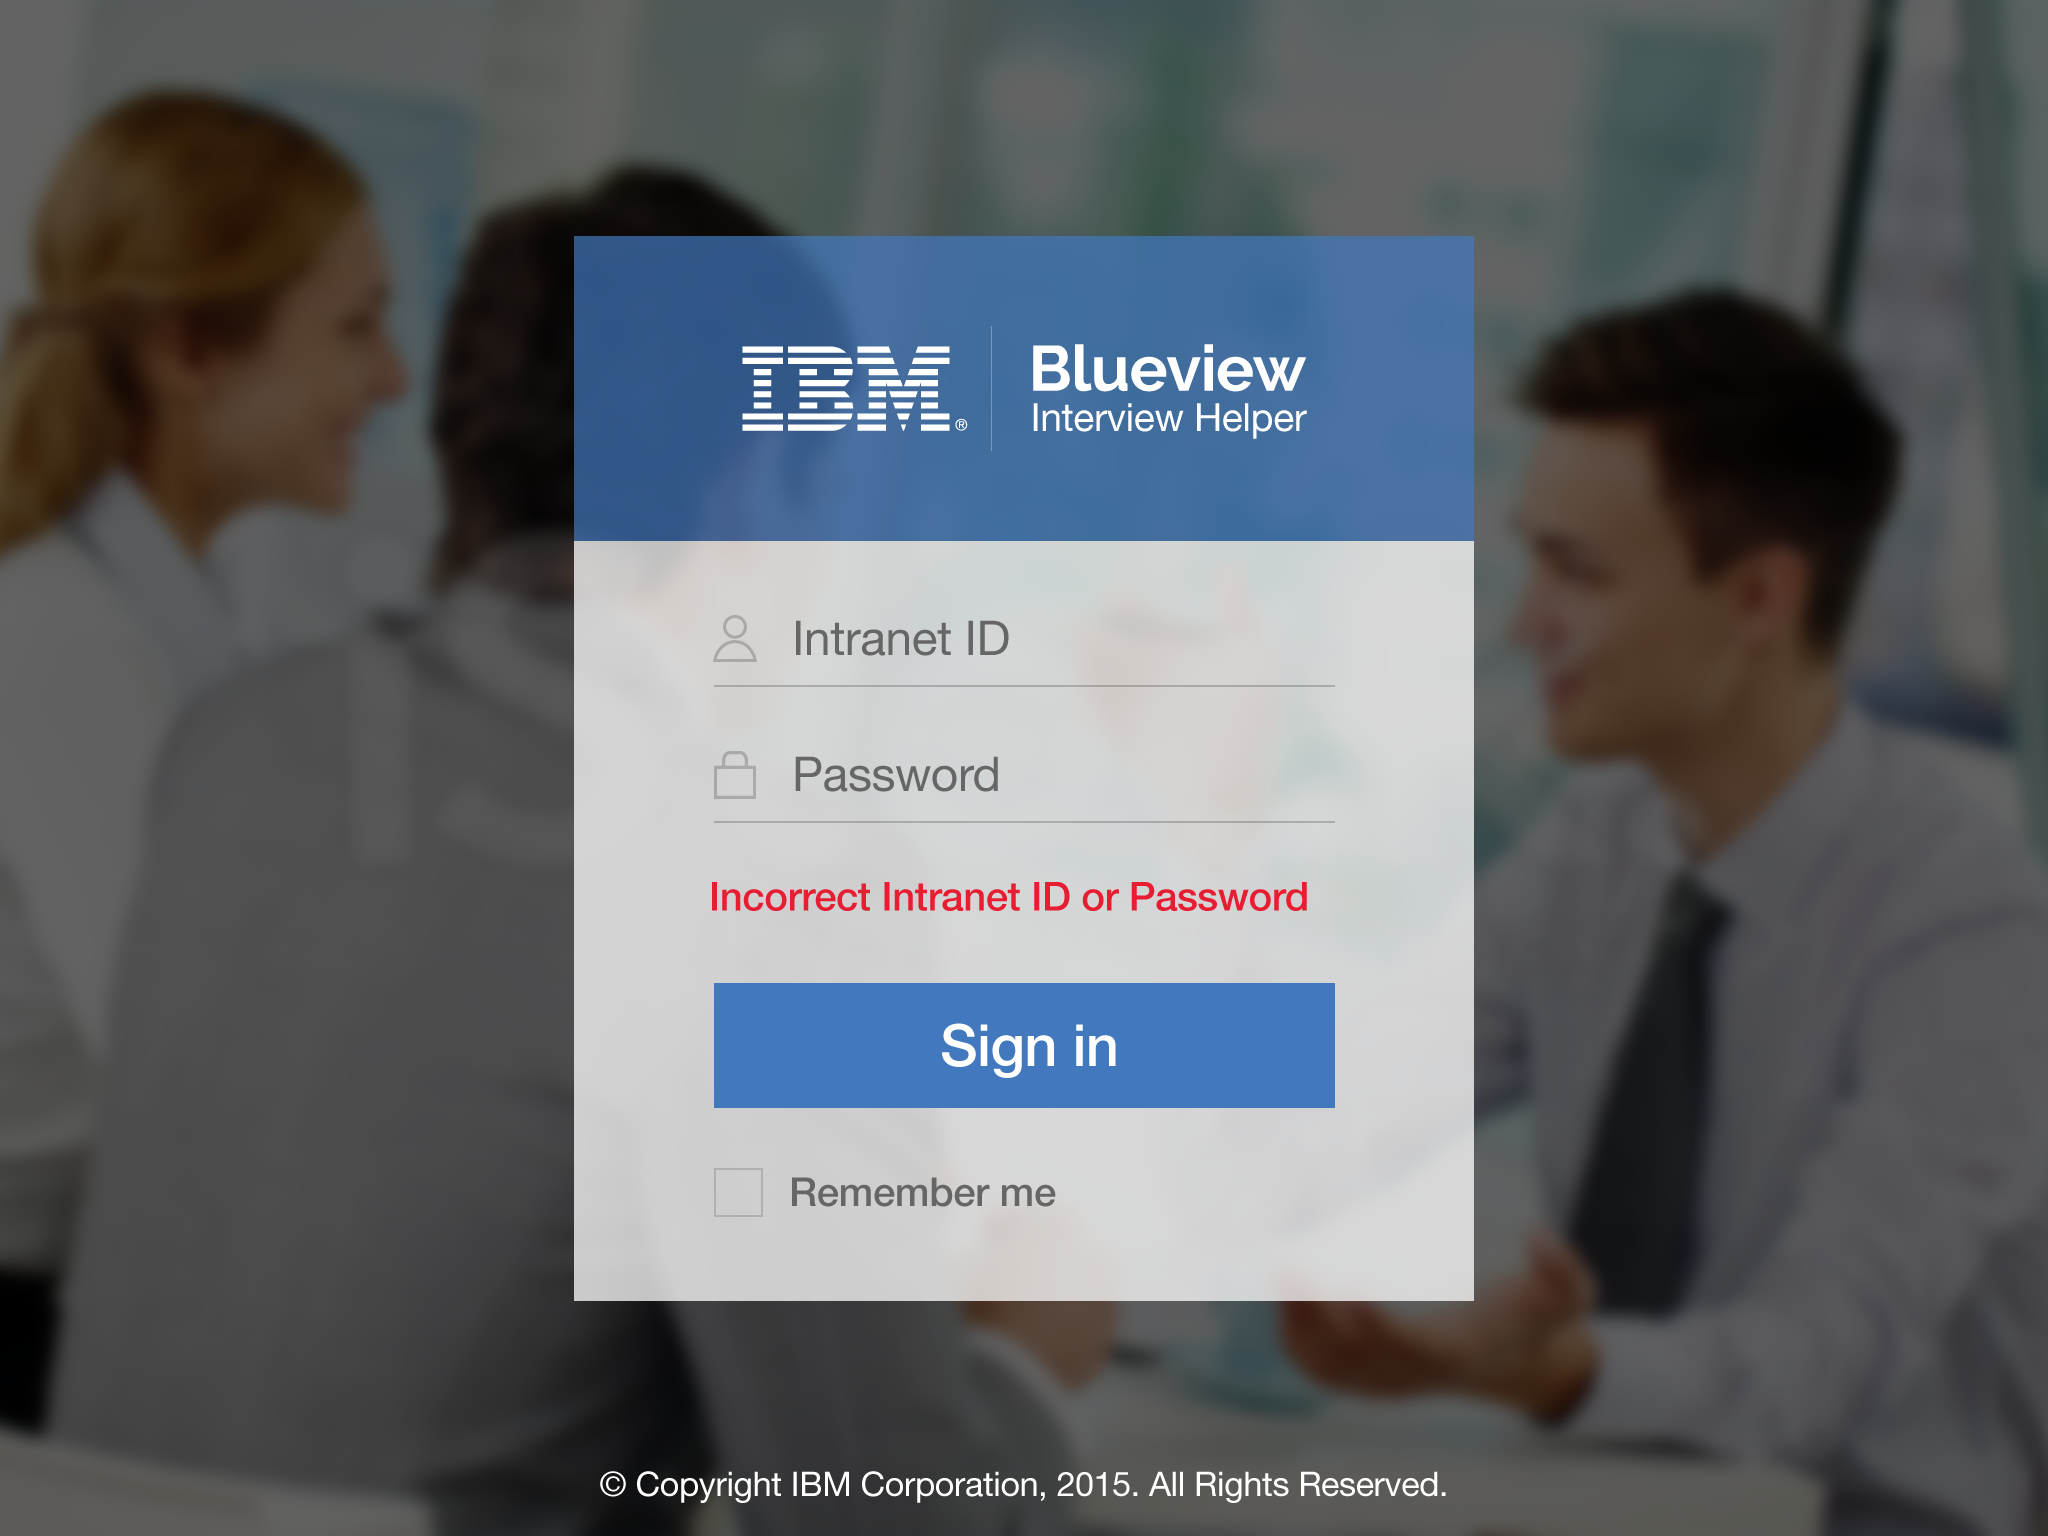 IBM®
Blueview
Interview Helper
Intranet ID
Password
Incorrect Intranet ID or Password
Sign in
Remember me
© Copyright IBM Corporation, 2015. All Rights Reserved.